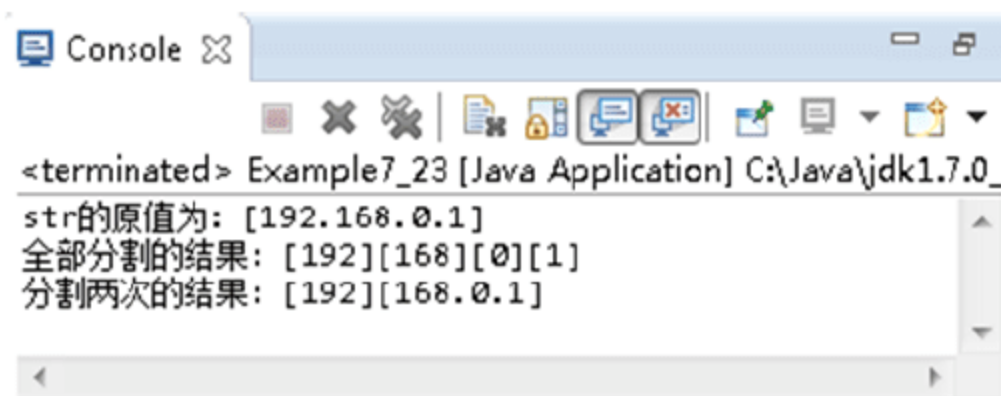 Console
<terminated> Example7_23 [Java Application] C:\Java\jdk1.7.0_
str的原值为: [192.168.0.1]
全部分割的结果: [192][168][0][1]
分割两次的结果: [192][168.0.1]